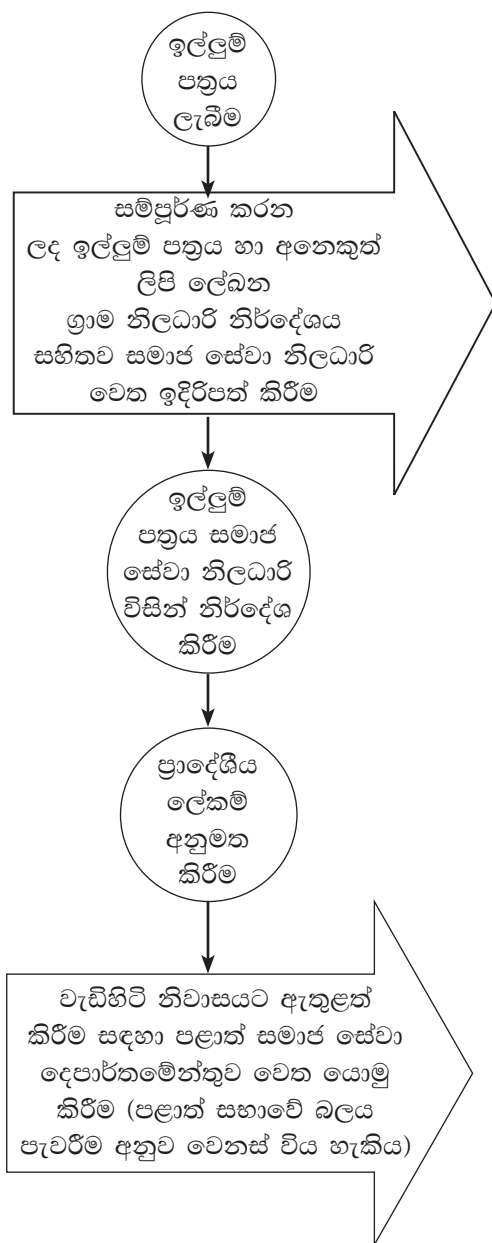 ඉල්ලුම්
පත්‍රය
ලැබීම
සම්පූර්ණ කරන
ලද ඉල්ලුම් පත්‍රය හා අනෙකුත්
ලිපි ලේඛන
ග්‍රාම නිලධාරි නිර්දේශය
සහිතව සමාජ සේවා නිලධාරි
වෙත ඉදිරිපත් කිරීම
ඉල්ලුම්
පත්‍රය සමාජ
සේවා නිලධාරි
විසින් නිර්දේශ
කිරීම
ප්‍රාදේශීය
ලේකම්
අනුමත
කිරීම
වැඩිහිටි නිවාසයට ඇතුළත්
කිරීම සඳහා පළාත් සමාජ සේවා
දෙපාර්තමේන්තුව වෙත යොමු
කිරීම (පළාත් සභාවේ බලය
පැවරීම අනුව වෙනස් විය හැකිය)